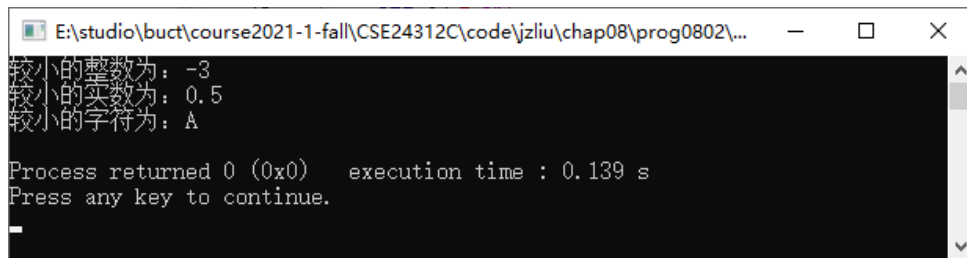 E:\studio\buct\course2021-1-fall\CSE24312C\code\jzliu\chap08\prog0802\...
较小的整数为：-3
较小的实数为：0.5
较小的字符为：A
Process returned 0 (0x0)   execution time : 0.139 s
Press any key to continue.